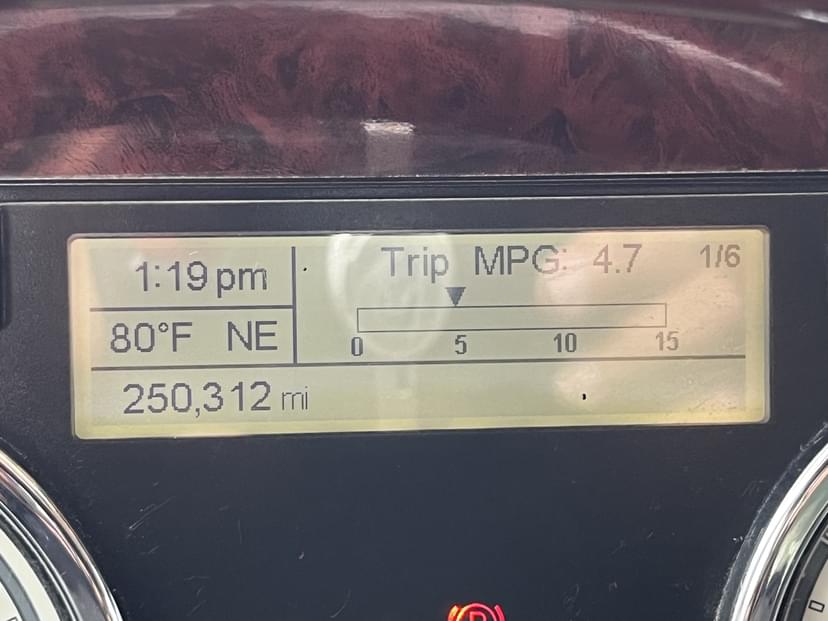 1:19 pm
Trip MPG: 4.7 1/6
80°F NE
0 5 10 15
250,312 mi
P